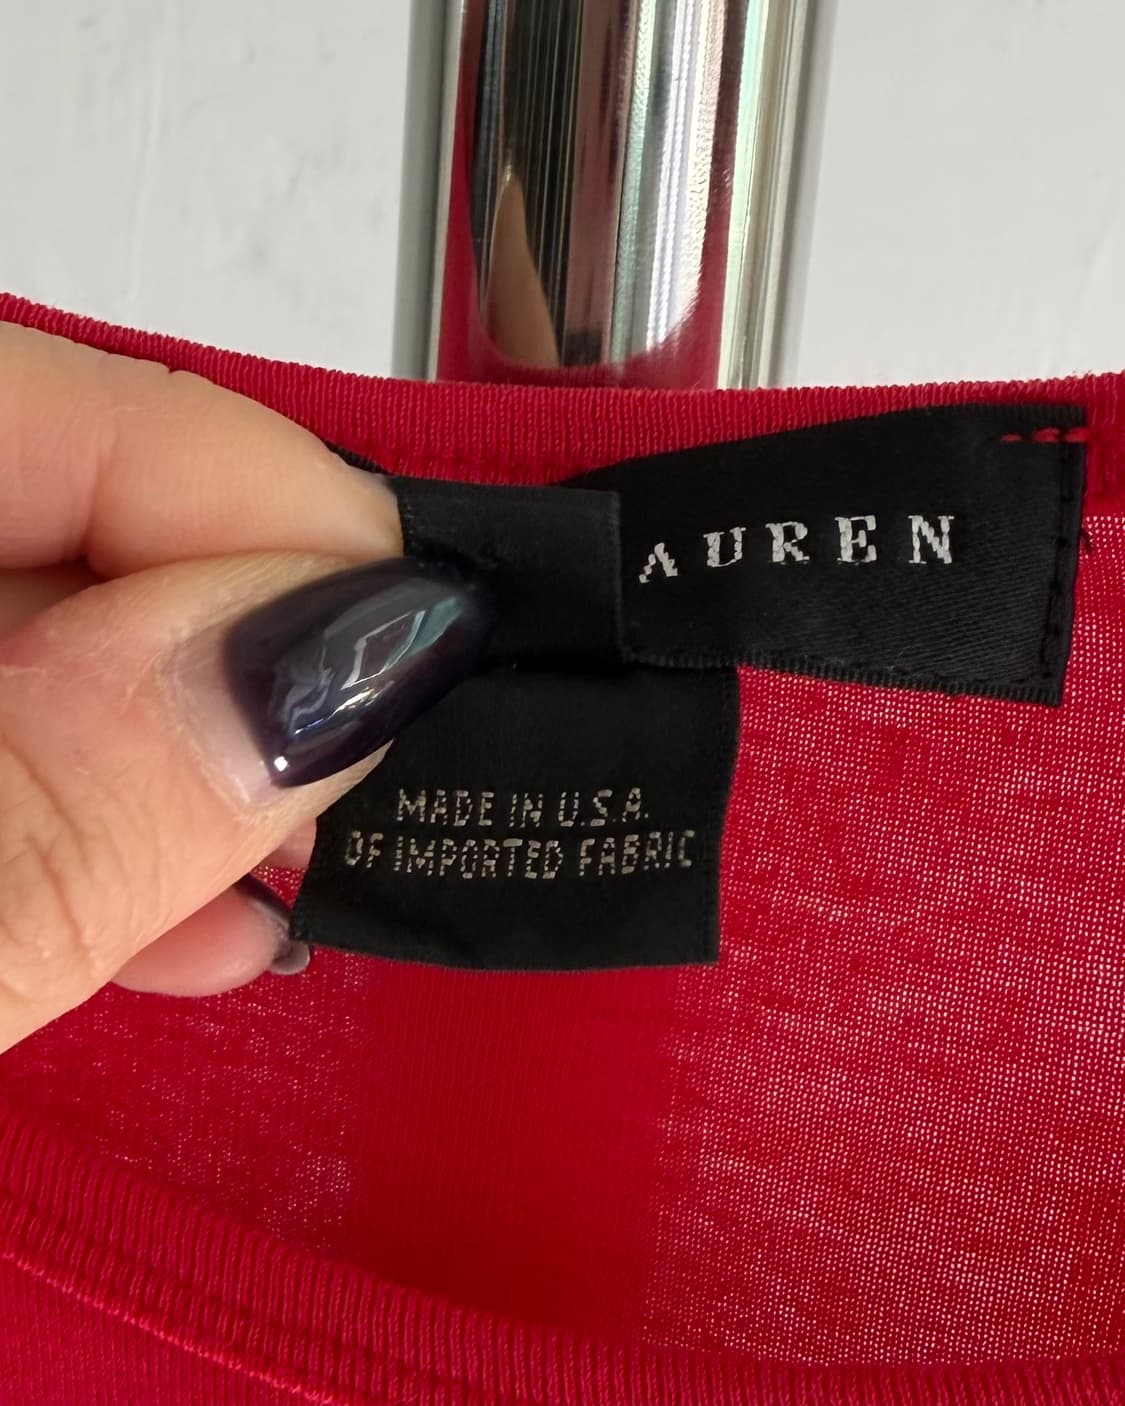 AUREN
MADE IN U.S.A.
OF IMPORTED FABRIC